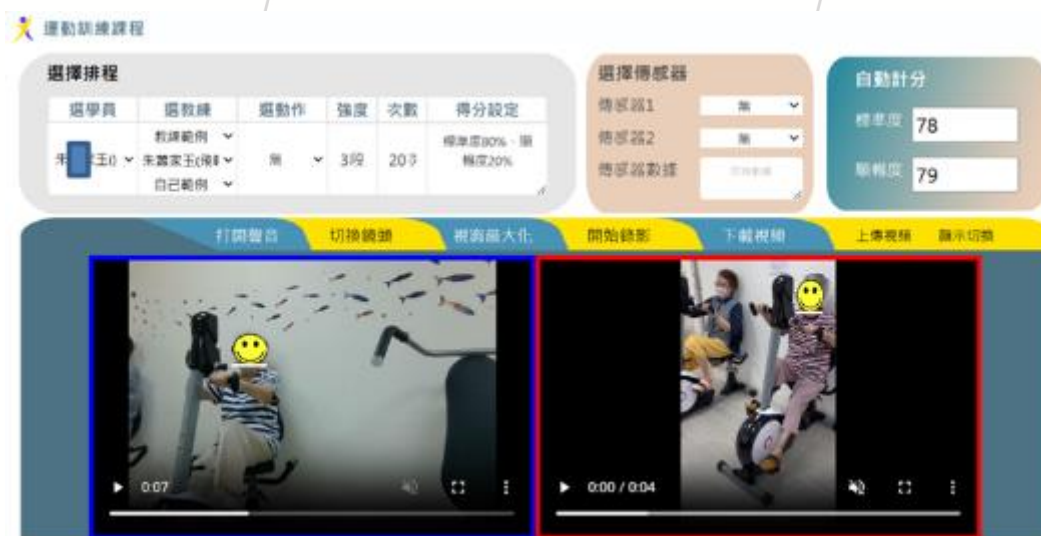 運動訓練課程
選擇排程
選學員 選教練 選動作 強度 次數 得分設定
教練範例
朱蕭家王(
無
3段
20
標準度80%、順
暢度20%
自己範例
選擇傳感器
傳感器1 無
傳感器2 無
傳感器數據
自動計分
標準度 78
順暢度 79
打開聲音 切換鏡頭 視窗最大化 開始錄影 下載視頻 上傳視頻 顯示切換
0:07
0:00 / 0:04